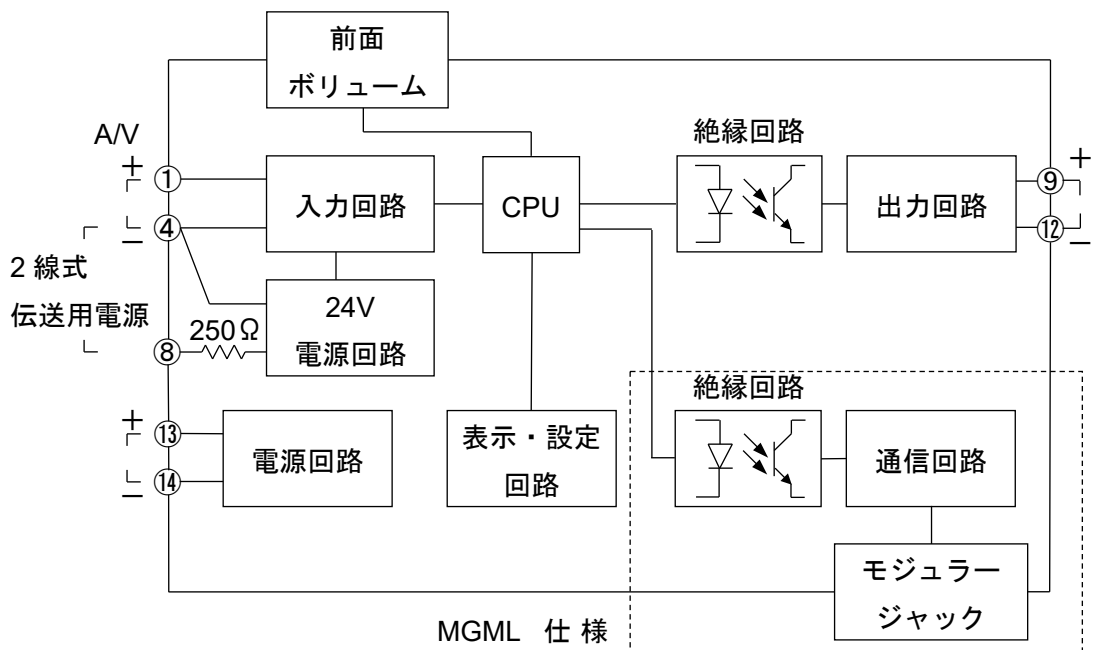 前面
ボリューム
A/V
絶縁回路
+
①
入力回路
CPU
出力回路
⑨
+
④
−
⑫
−
2 線式
伝送用電源
24V
電源回路
250Ω
⑧
絶縁回路
+
⑬
電源回路
表示・設定
回路
通信回路
⑭
−
モジュラー
ジャック
MGML 仕 様